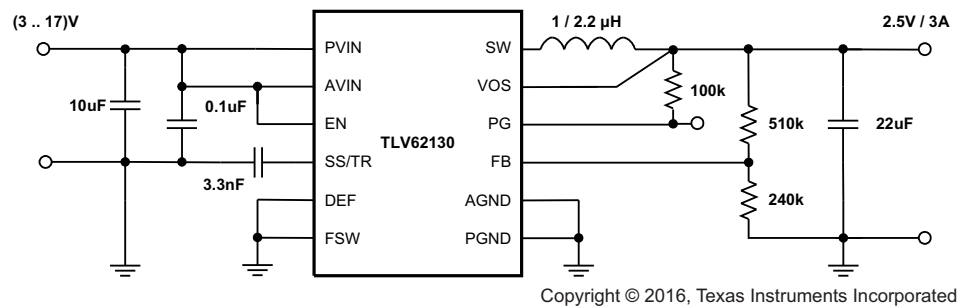 (3 .. 17)V
1 / 2.2 µH
2.5V / 3A
PVIN
SW
AVIN
VOS
100k
10uF
0.1uF
EN
PG
510k
22uF
TLV62130
SS/TR
FB
3.3nF
240k
DEF
AGND
FSW
PGND
Copyright © 2016, Texas Instruments Incorporated